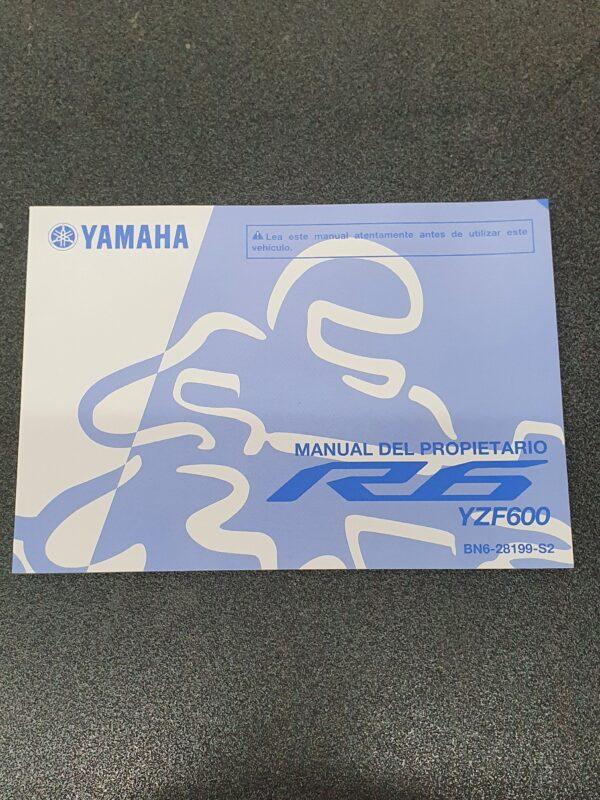 YAMAHA
⚠ Lea este manual atentamente antes de utilizar este
vehículo.
MANUAL DEL PROPIETARIO
R6
YZF600
BN6-28199-S2